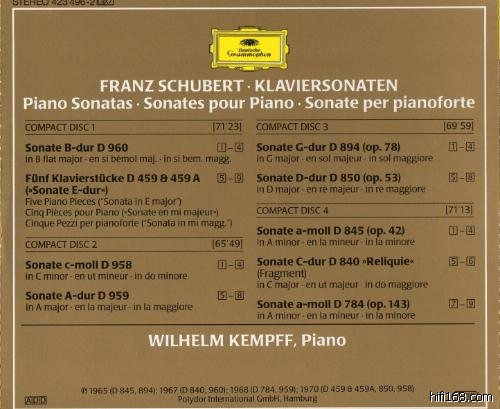 STEREO 423 496-2
Deutsche
Grammophon
FRANZ SCHUBERT · KLAVIERSONATEN
Piano Sonatas · Sonates pour Piano · Sonate per pianoforte
COMPACT DISC 1 [71'23]
Sonate B-dur D 960 1 – 4
in B flat major · en si bémol maj. · in si bem. magg.
Fünf Klavierstücke D 459 & 459 A 5 – 9
(»Sonate E-dur«)
Five Piano Pieces (“Sonata in E major”)
Cinq Pièces pour Piano («Sonate en mi majeur»)
Cinque Pezzi per pianoforte (“Sonata in mi magg.”)
COMPACT DISC 2 [65'49]
Sonate c-moll D 958 1 – 4
in C minor · en ut mineur · in do minore
Sonate A-dur D 959 5 – 8
in A major · en la majeur · in la maggiore
COMPACT DISC 3 [69'59]
Sonate G-dur D 894 (op. 78) 1 – 4
in G major · en sol majeur · in sol maggiore
Sonate D-dur D 850 (op. 53) 5 – 8
in D major · en ré majeur · in re maggiore
COMPACT DISC 4 [71'13]
Sonate a-moll D 845 (op. 42) 1 – 4
in A minor · en la mineur · in la minore
Sonate C-dur D 840 »Reliquie« 5 – 6
(Fragment)
in C major · en ut majeur · in do maggiore
Sonate a-moll D 784 (op. 143) 7 – 9
in A minor · en la mineur · in la minore
WILHELM KEMPFF, Piano
ADD
℗ 1965 (D 845, 894); 1967 (D 840, 960); 1968 (D 784, 959); 1970 (D 459 & 459A, 850, 958)
Polydor International GmbH, Hamburg
hifi168.com